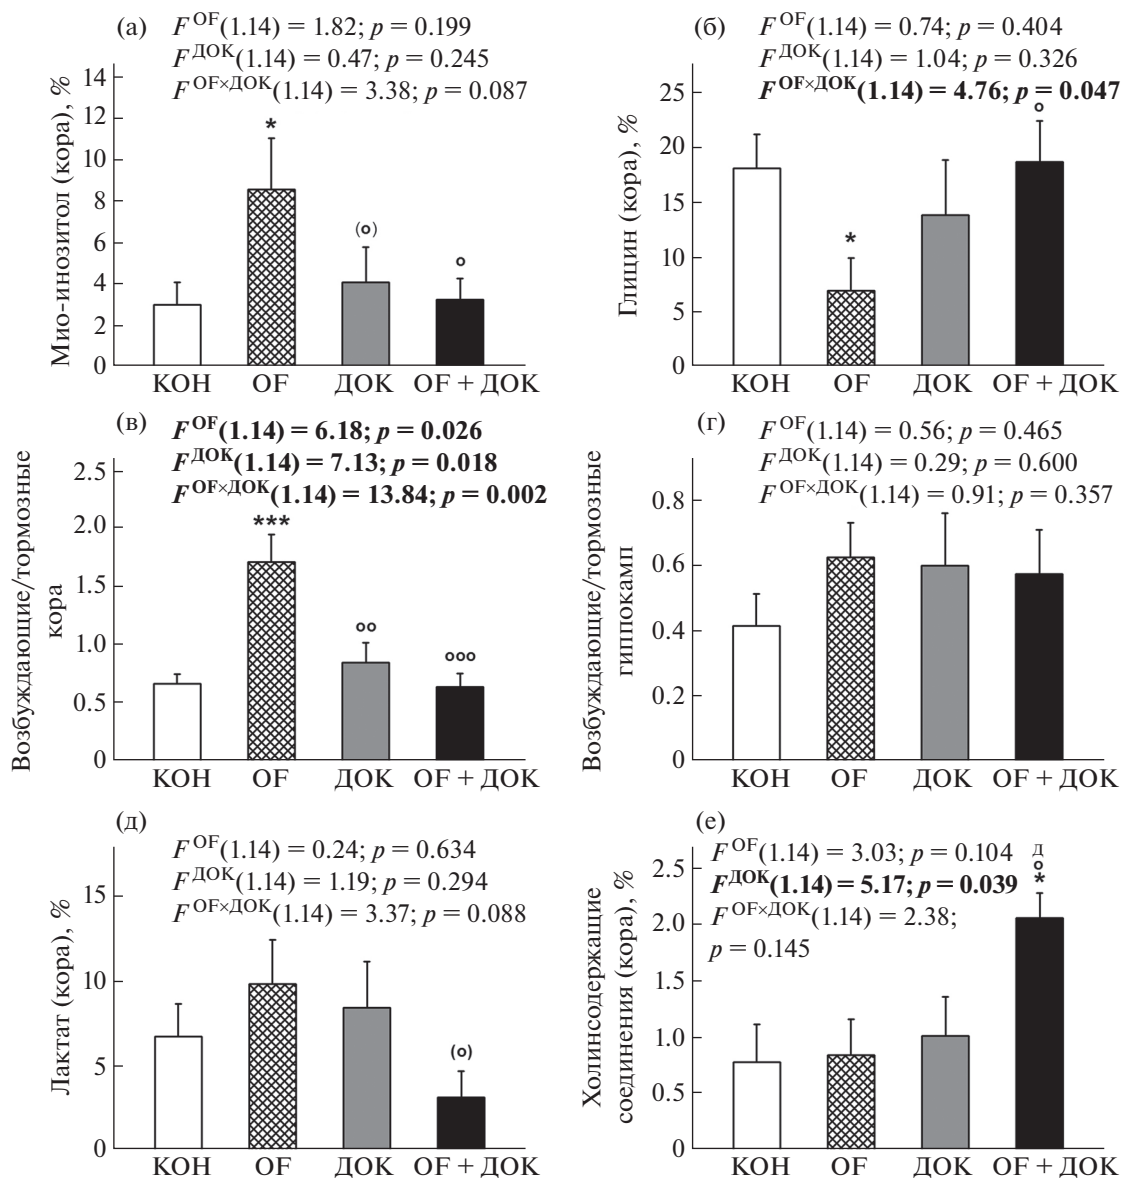 (а)
F^OF(1.14) = 1.82; p = 0.199
F^ДОК(1.14) = 0.47; p = 0.245
F^OF×ДОК(1.14) = 3.38; p = 0.087
Мио-инозитол (кора), %
14
12
10
8
6
4
2
0
*
(о)
о
КОН OF ДОК OF + ДОК
(б)
F^OF(1.14) = 0.74; p = 0.404
F^ДОК(1.14) = 1.04; p = 0.326
F^OF×ДОК(1.14) = 4.76; p = 0.047
Глицин (кора), %
25
20
15
10
5
0
*
о
КОН OF ДОК OF + ДОК
(в)
F^OF(1.14) = 6.18; p = 0.026
F^ДОК(1.14) = 7.13; p = 0.018
F^OF×ДОК(1.14) = 13.84; p = 0.002
Возбуждающие/тормозные
кора
2.5
2.0
1.5
1.0
0.5
0
***
оо
ооо
КОН OF ДОК OF + ДОК
(г)
F^OF(1.14) = 0.56; p = 0.465
F^ДОК(1.14) = 0.29; p = 0.600
F^OF×ДОК(1.14) = 0.91; p = 0.357
Возбуждающие/тормозные
гиппокамп
0.8
0.6
0.4
0.2
0
КОН OF ДОК OF + ДОК
(д)
F^OF(1.14) = 0.24; p = 0.634
F^ДОК(1.14) = 1.19; p = 0.294
F^OF×ДОК(1.14) = 3.37; p = 0.088
Лактат (кора), %
15
10
5
0
(о)
КОН OF ДОК OF + ДОК
(е)
F^OF(1.14) = 3.03; p = 0.104
F^ДОК(1.14) = 5.17; p = 0.039
F^OF×ДОК(1.14) = 2.38;
p = 0.145
Холинсодержащие
соединения (кора), %
2.5
2.0
1.5
1.0
0.5
0
д
о
*
КОН OF ДОК OF + ДОК